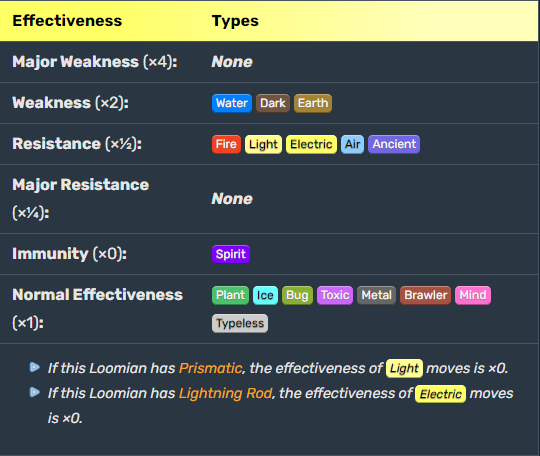 Effectiveness Types
Major Weakness (×4): None
Weakness (×2): Water Dark Earth
Resistance (×½): Fire Light Electric Air Ancient
Major Resistance
(×¼): None
Immunity (×0): Spirit
Normal Effectiveness Plant Ice Bug Toxic Metal Brawler Mind
(×1): Typeless
If this Loomian has Prismatic, the effectiveness of Light moves is ×0.
If this Loomian has Lightning Rod, the effectiveness of Electric moves
is ×0.